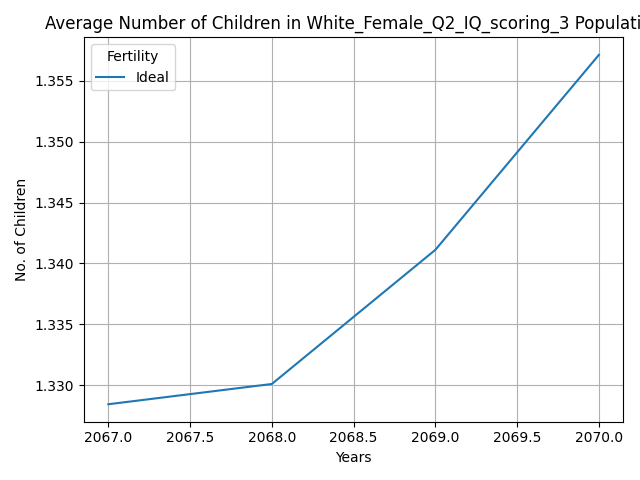 Average Number of Children in White_Female_Q2_IQ_scoring_3 Populati
Fertility
Ideal
1.355
1.350
1.345
1.340
1.335
1.330
No. of Children
2067.0 2067.5 2068.0 2068.5 2069.0 2069.5 2070.0
Years